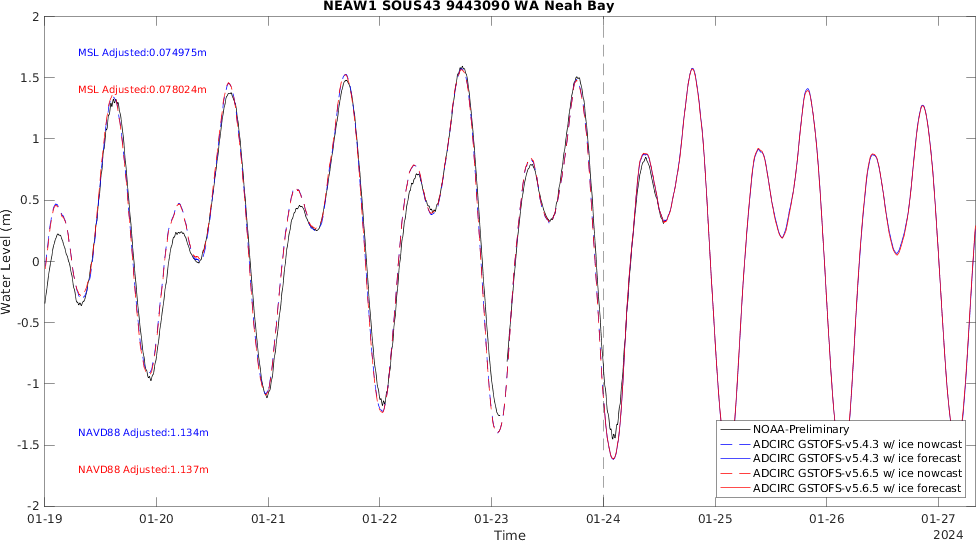 NEAW1 SOUS43 9443090 WA Neah Bay
2
1.5
1
0.5
0
-0.5
-1
-1.5
-2
Water Level (m)
MSL Adjusted:0.074975m
MSL Adjusted:0.078024m
NAVD88 Adjusted:1.134m
NAVD88 Adjusted:1.137m
NOAA-Preliminary
ADCIRC GSTOFS-v5.4.3 w/ ice nowcast
ADCIRC GSTOFS-v5.4.3 w/ ice forecast
ADCIRC GSTOFS-v5.6.5 w/ ice nowcast
ADCIRC GSTOFS-v5.6.5 w/ ice forecast
01-19 01-20 01-21 01-22 01-23 01-24 01-25 01-26 01-27
Time
2024